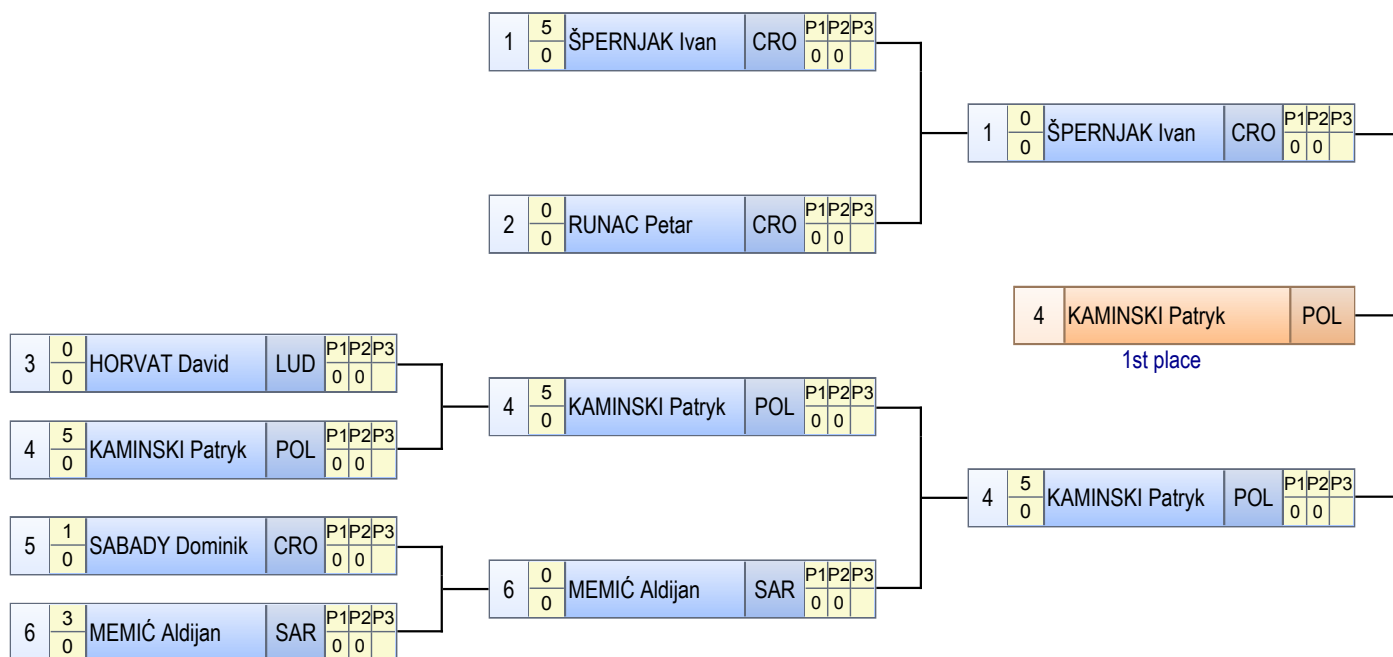 1 5 0 ŠPERNJAK Ivan CRO P1 P2 P3 0 0
1 0 0 ŠPERNJAK Ivan CRO P1 P2 P3 0 0
2 0 0 RUNAC Petar CRO P1 P2 P3 0 0
4 KAMINSKI Patryk POL
1st place
3 0 0 HORVAT David LUD P1 P2 P3 0 0
4 5 0 KAMINSKI Patryk POL P1 P2 P3 0 0
4 5 0 KAMINSKI Patryk POL P1 P2 P3 0 0
4 5 0 KAMINSKI Patryk POL P1 P2 P3 0 0
5 1 0 SABADY Dominik CRO P1 P2 P3 0 0
6 0 0 MEMIĆ Aldijan SAR P1 P2 P3 0 0
6 3 0 MEMIĆ Aldijan SAR P1 P2 P3 0 0